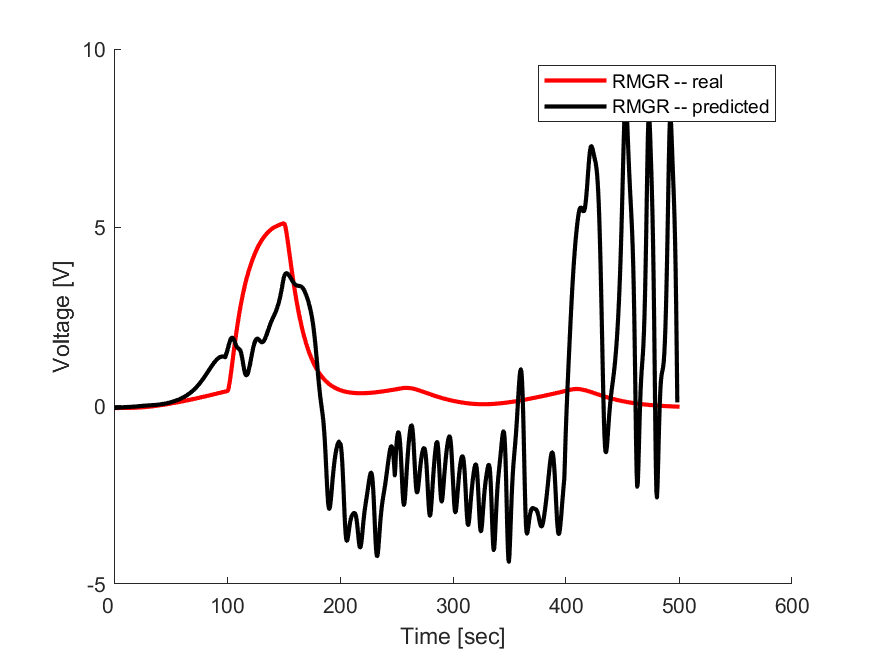 10
5
0
-5
Voltage [V]
RMGR -- real
RMGR -- predicted
0 100 200 300 400 500 600
Time [sec]